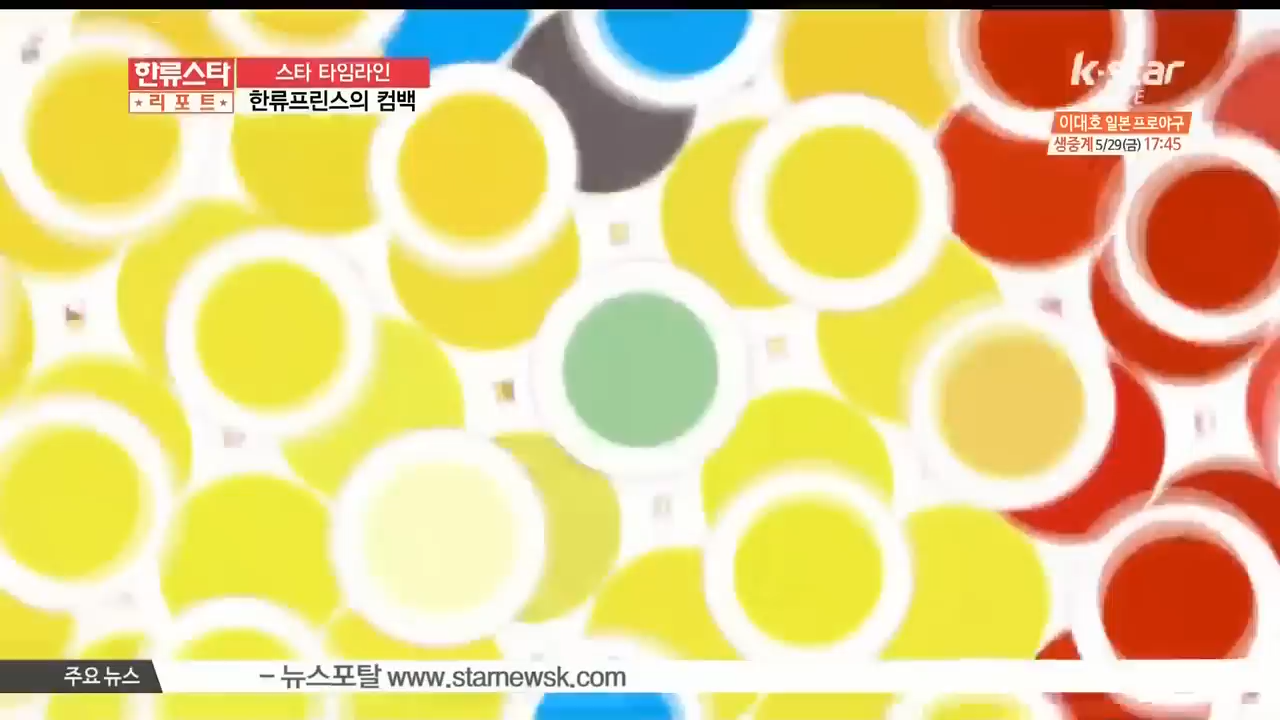 한류스타
리포트
스타 타임라인
한류프린스의 컴백
k·star
이대호 일본 프로야구
생중계 5/29(금) 17:45
주요 뉴스
- 뉴스포탈 www.starnewsk.com